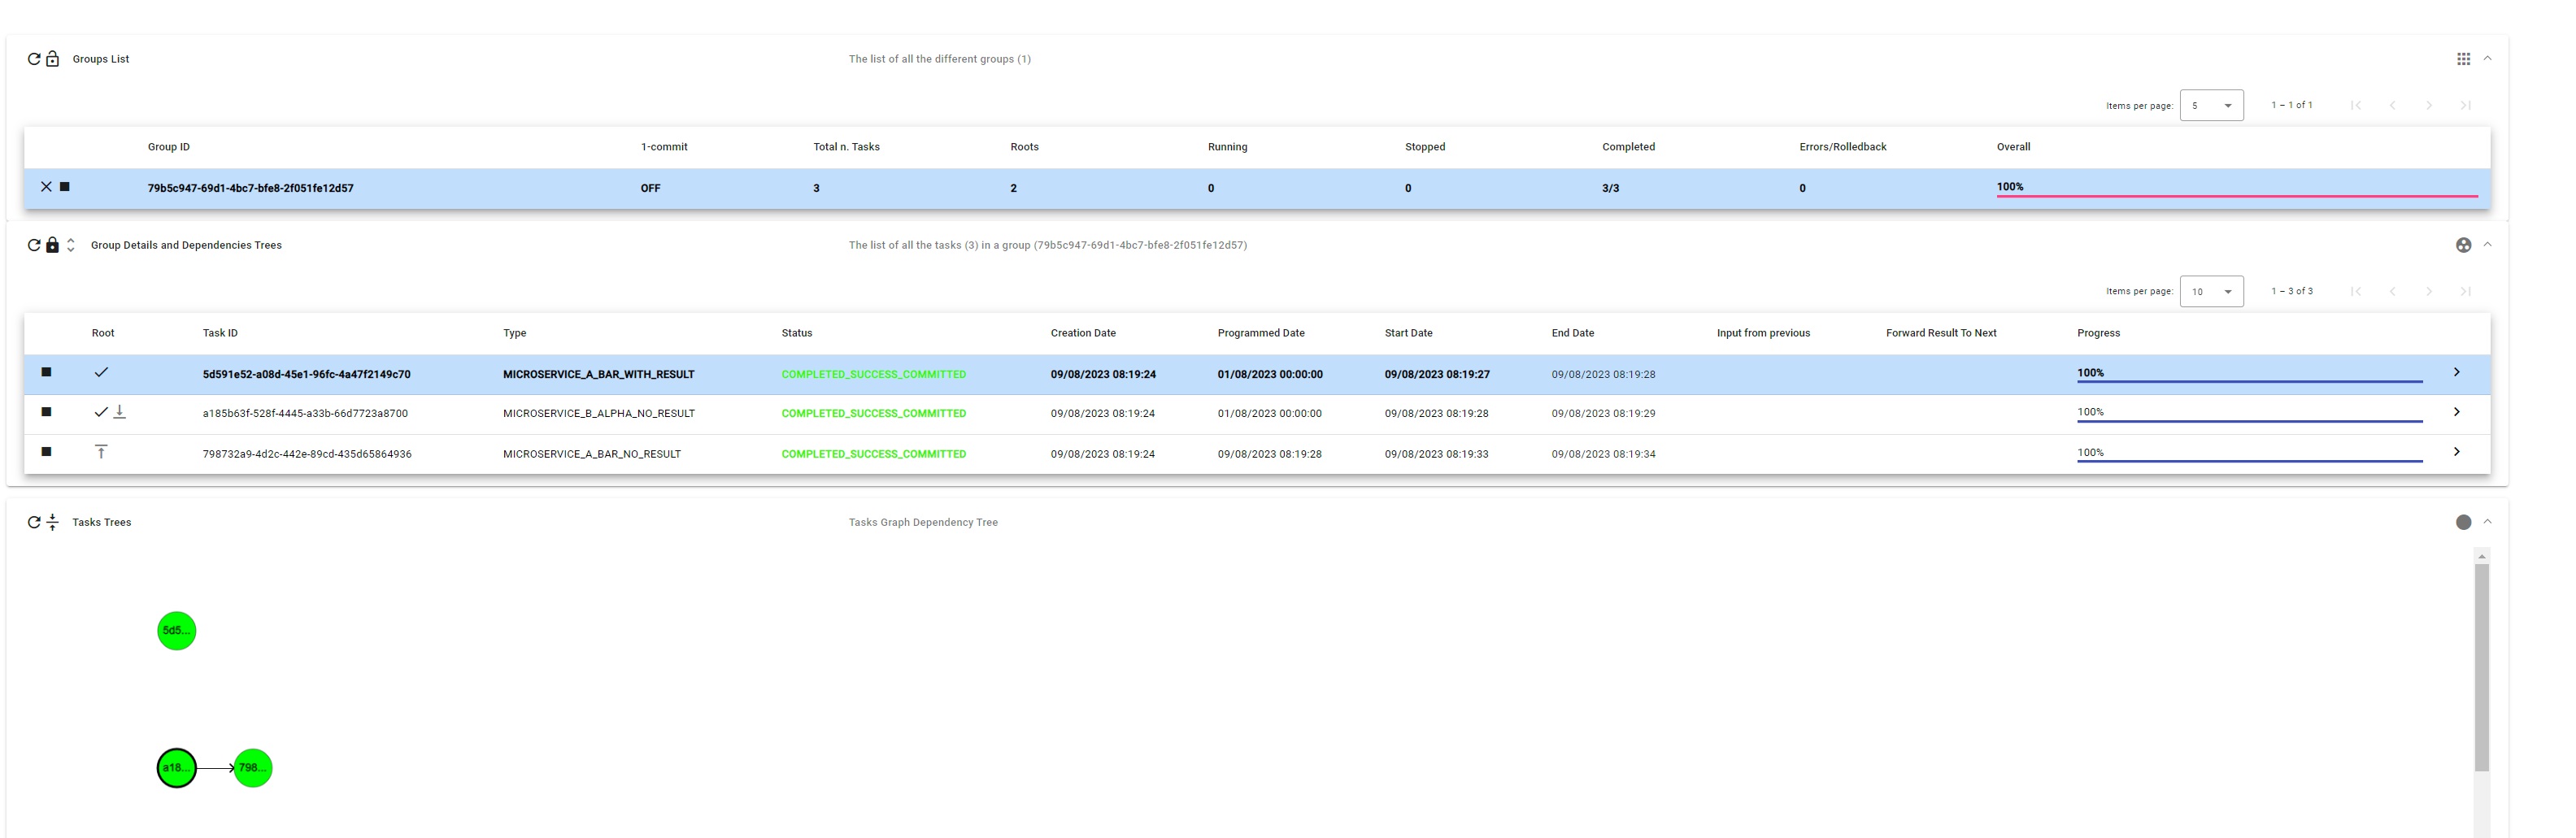 Groups List The list of all the different groups (1)
Items per page: 5 1 – 1 of 1
Group ID 1-commit Total n. Tasks Roots Running Stopped Completed Errors/Rolledback Overall
79b5c947-69d1-4bc7-bfe8-2f051fe12d57 OFF 3 2 0 0 3/3 0 100%
Group Details and Dependencies Trees The list of all the tasks (3) in a group (79b5c947-69d1-4bc7-bfe8-2f051fe12d57)
Items per page: 10 1 – 3 of 3
Root Task ID Type Status Creation Date Programmed Date Start Date End Date Input from previous Forward Result To Next Progress
5d591e52-a08d-45e1-96fc-4a47f2149c70 MICROSERVICE_A_BAR_WITH_RESULT COMPLETED_SUCCESS_COMMITTED 09/08/2023 08:19:24 01/08/2023 00:00:00 09/08/2023 08:19:27 09/08/2023 08:19:28 100%
a185b63f-528f-4445-a33b-66d7723a8700 MICROSERVICE_B_ALPHA_NO_RESULT COMPLETED_SUCCESS_COMMITTED 09/08/2023 08:19:24 01/08/2023 00:00:00 09/08/2023 08:19:28 09/08/2023 08:19:29 100%
798732a9-4d2c-442e-89cd-435d65864936 MICROSERVICE_A_BAR_NO_RESULT COMPLETED_SUCCESS_COMMITTED 09/08/2023 08:19:24 09/08/2023 08:19:28 09/08/2023 08:19:33 09/08/2023 08:19:34 100%
Tasks Trees Tasks Graph Dependency Tree
5d5...
a18... 798...